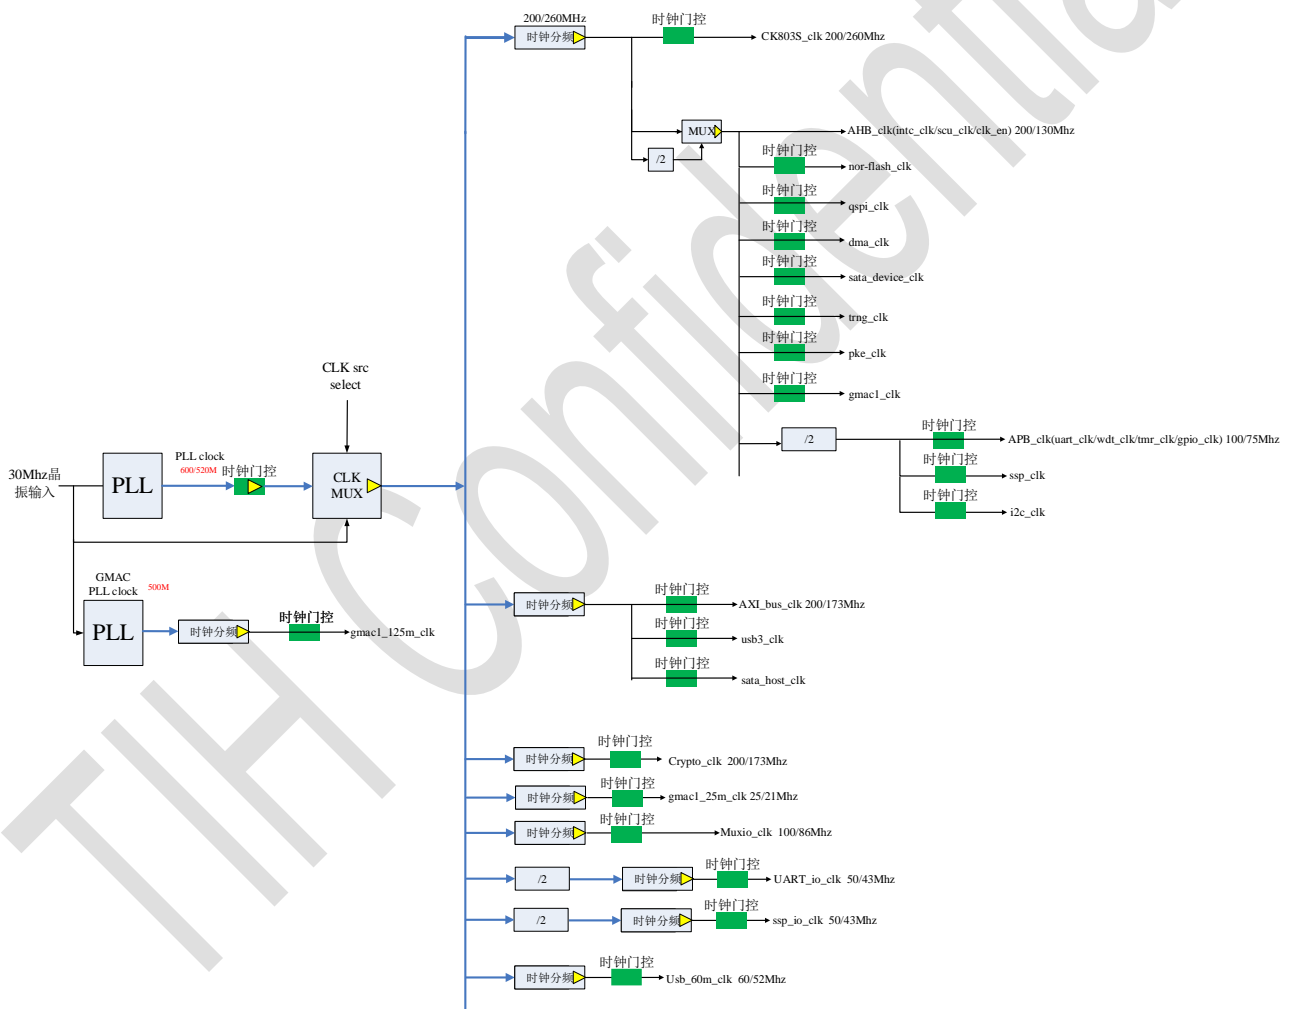 200/260MHz
时钟分频
时钟门控
CK803S_clk 200/260Mhz
MUX
/2
AHB_clk(intc_clk/scu_clk/clk_en) 200/130Mhz
时钟门控
nor-flash_clk
时钟门控
qspi_clk
时钟门控
dma_clk
时钟门控
sata_device_clk
时钟门控
trng_clk
时钟门控
pke_clk
时钟门控
gmac1_clk
/2
时钟门控
APB_clk(uart_clk/wdt_clk/tmr_clk/gpio_clk) 100/75Mhz
时钟门控
ssp_clk
时钟门控
i2c_clk
CLK src
select
30Mhz晶
振输入
PLL
PLL clock
600/520M
时钟门控
CLK
MUX
GMAC
PLL clock
500M
PLL
时钟分频
时钟门控
gmac1_125m_clk
时钟分频
时钟门控
AXI_bus_clk 200/173Mhz
时钟门控
usb3_clk
时钟门控
sata_host_clk
时钟分频
时钟门控
Crypto_clk 200/173Mhz
时钟分频
时钟门控
gmac1_25m_clk 25/21Mhz
时钟分频
时钟门控
Muxio_clk 100/86Mhz
/2
时钟分频
时钟门控
UART_io_clk 50/43Mhz
/2
时钟分频
时钟门控
ssp_io_clk 50/43Mhz
时钟分频
时钟门控
Usb_60m_clk 60/52Mhz
TIH Confidential